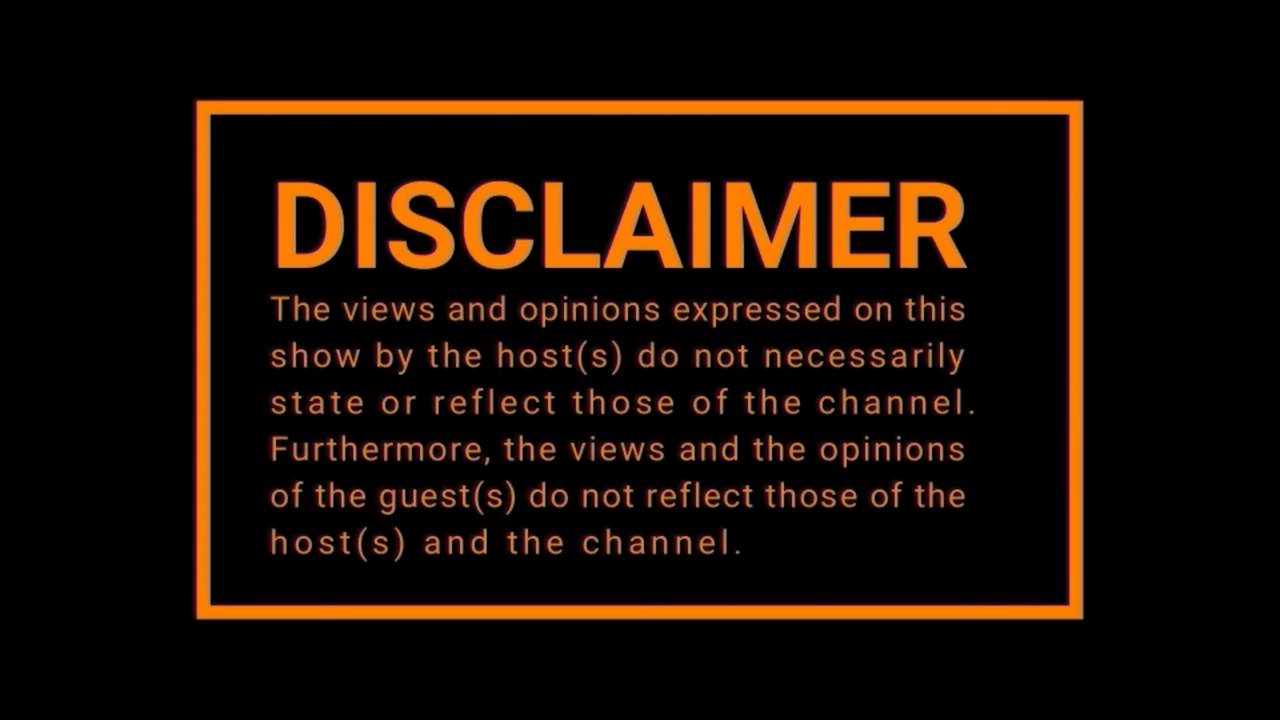 DISCLAIMER
The views and opinions expressed on this
show by the host(s) do not necessarily
state or reflect those of the channel.
Furthermore, the views and the opinions
of the guest(s) do not reflect those of the
host(s) and the channel.